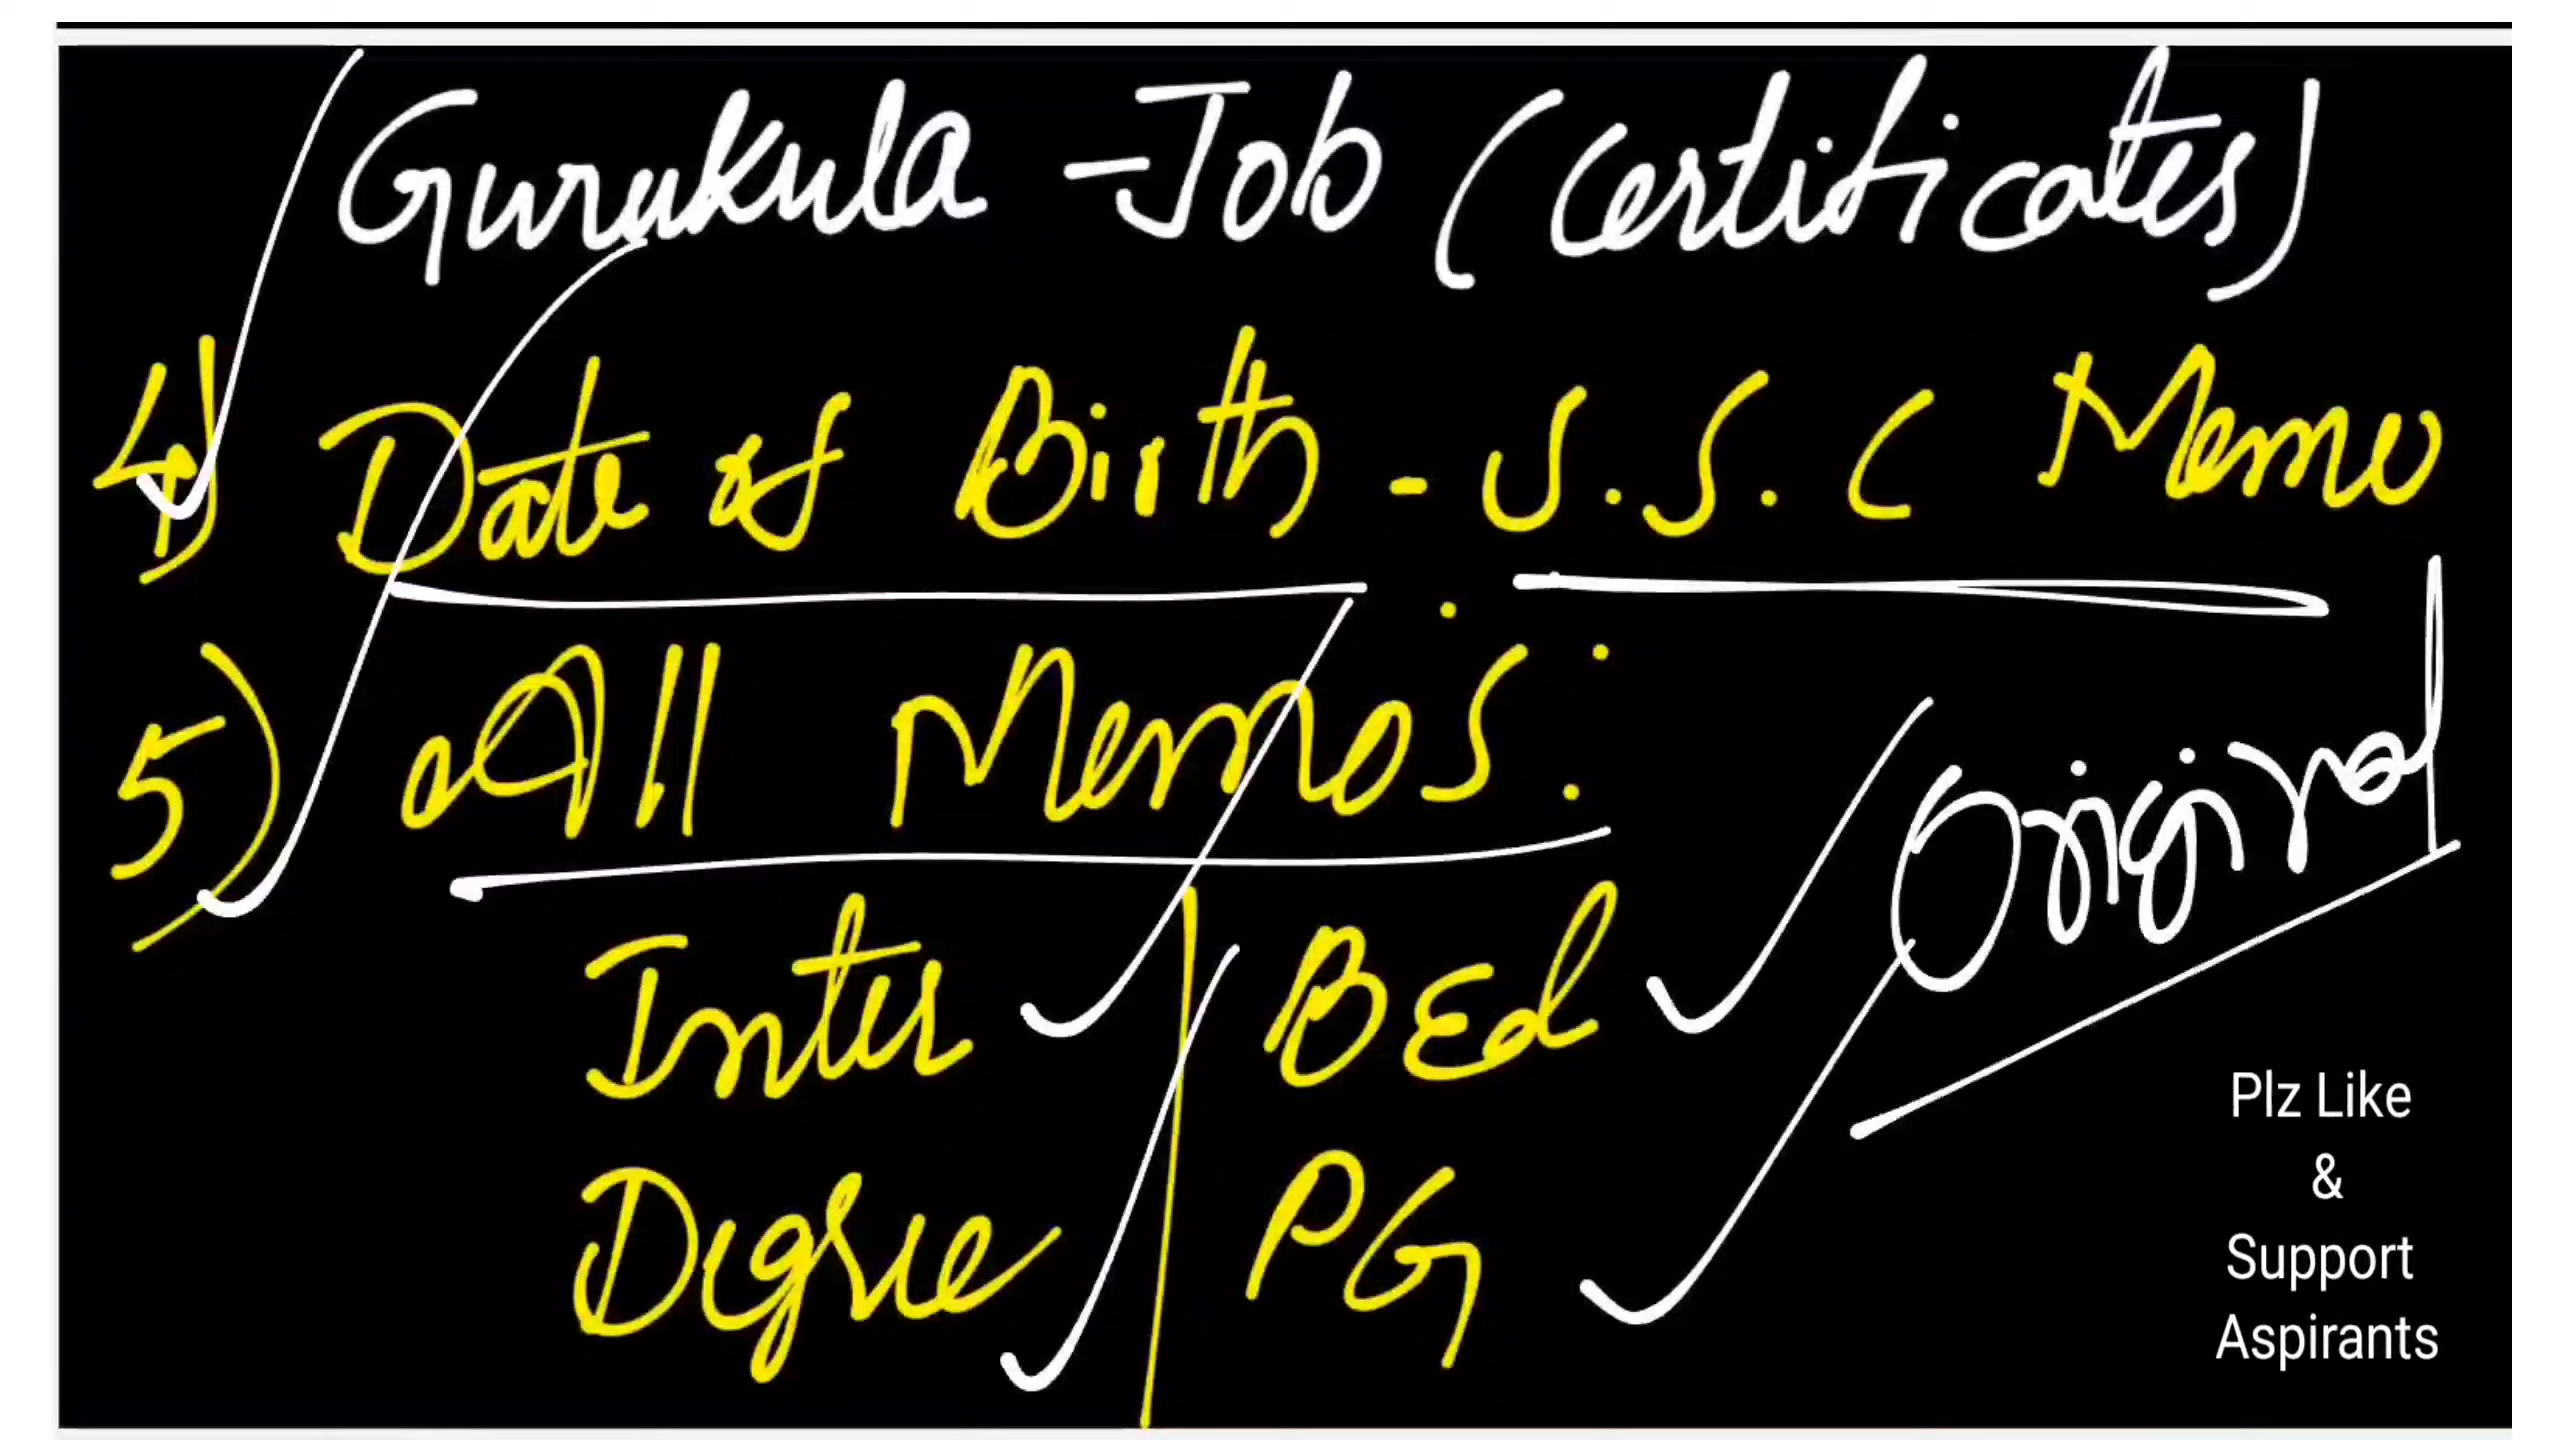 Gurukula - Job (Certificates)
4) Date of Birth - S.S.C Memo
5) All Memos :
Original
Inter BEd
Degree PG
Plz Like
&
Support
Aspirants